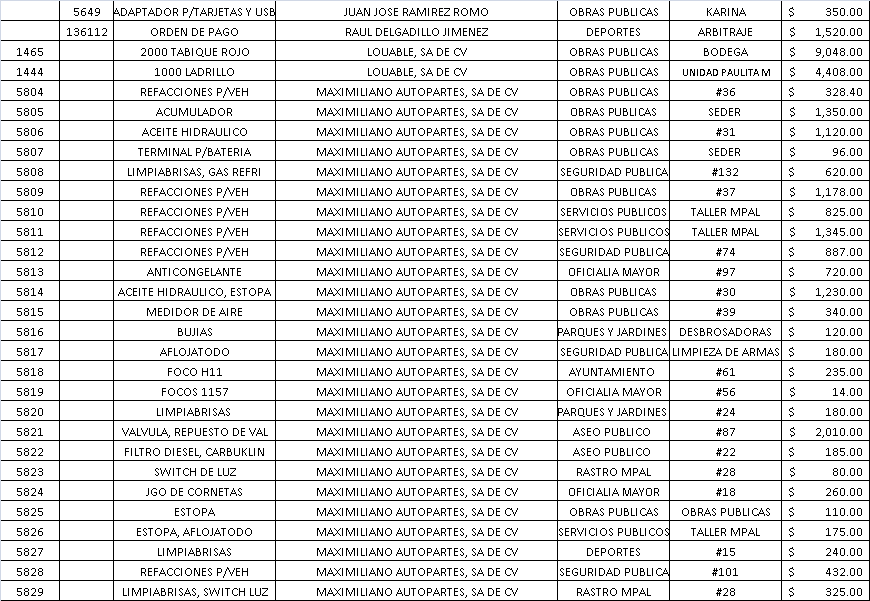 5649 ADAPTADOR P/TARJETAS Y USB JUAN JOSE RAMIREZ ROMO OBRAS PUBLICAS KARINA $ 350.00
136112 ORDEN DE PAGO RAUL DELGADILLO JIMENEZ DEPORTES ARBITRAJE $ 1,520.00
1465 2000 TABIQUE ROJO LOUABLE, SA DE CV OBRAS PUBLICAS BODEGA $ 9,048.00
1444 1000 LADRILLO LOUABLE, SA DE CV OBRAS PUBLICAS UNIDAD PAULITA M $ 4,408.00
5804 REFACCIONES P/VEH MAXIMILIANO AUTOPARTES, SA DE CV OBRAS PUBLICAS #36 $ 328.40
5805 ACUMULADOR MAXIMILIANO AUTOPARTES, SA DE CV OBRAS PUBLICAS SEDER $ 1,350.00
5806 ACEITE HIDRAULICO MAXIMILIANO AUTOPARTES, SA DE CV OBRAS PUBLICAS #31 $ 1,120.00
5807 TERMINAL P/BATERIA MAXIMILIANO AUTOPARTES, SA DE CV OBRAS PUBLICAS SEDER $ 96.00
5808 LIMPIABRISAS, GAS REFRI MAXIMILIANO AUTOPARTES, SA DE CV SEGURIDAD PUBLICA #132 $ 620.00
5809 REFACCIONES P/VEH MAXIMILIANO AUTOPARTES, SA DE CV OBRAS PUBLICAS #37 $ 1,178.00
5810 REFACCIONES P/VEH MAXIMILIANO AUTOPARTES, SA DE CV SERVICIOS PUBLICOS TALLER MPAL $ 825.00
5811 REFACCIONES P/VEH MAXIMILIANO AUTOPARTES, SA DE CV SERVICIOS PUBLICOS TALLER MPAL $ 1,345.00
5812 REFACCIONES P/VEH MAXIMILIANO AUTOPARTES, SA DE CV SEGURIDAD PUBLICA #74 $ 887.00
5813 ANTICONGELANTE MAXIMILIANO AUTOPARTES, SA DE CV OFICIALIA MAYOR #97 $ 720.00
5814 ACEITE HIDRAULICO, ESTOPA MAXIMILIANO AUTOPARTES, SA DE CV OBRAS PUBLICAS #30 $ 1,230.00
5815 MEDIDOR DE AIRE MAXIMILIANO AUTOPARTES, SA DE CV OBRAS PUBLICAS #39 $ 340.00
5816 BUJIAS MAXIMILIANO AUTOPARTES, SA DE CV PARQUES Y JARDINES DESBROSADORAS $ 120.00
5817 AFLOJATODO MAXIMILIANO AUTOPARTES, SA DE CV SEGURIDAD PUBLICA LIMPIEZA DE ARMAS $ 180.00
5818 FOCO H11 MAXIMILIANO AUTOPARTES, SA DE CV AYUNTAMIENTO #61 $ 235.00
5819 FOCOS 1157 MAXIMILIANO AUTOPARTES, SA DE CV OFICIALIA MAYOR #56 $ 14.00
5820 LIMPIABRISAS MAXIMILIANO AUTOPARTES, SA DE CV PARQUES Y JARDINES #24 $ 180.00
5821 VALVULA, REPUESTO DE VAL MAXIMILIANO AUTOPARTES, SA DE CV ASEO PUBLICO #87 $ 2,010.00
5822 FILTRO DIESEL, CARBUKLIN MAXIMILIANO AUTOPARTES, SA DE CV ASEO PUBLICO #22 $ 185.00
5823 SWITCH DE LUZ MAXIMILIANO AUTOPARTES, SA DE CV RASTRO MPAL #28 $ 80.00
5824 JGO DE CORNETAS MAXIMILIANO AUTOPARTES, SA DE CV OFICIALIA MAYOR #18 $ 260.00
5825 ESTOPA MAXIMILIANO AUTOPARTES, SA DE CV OBRAS PUBLICAS OBRAS PUBLICAS $ 110.00
5826 ESTOPA, AFLOJATODO MAXIMILIANO AUTOPARTES, SA DE CV SERVICIOS PUBLICOS TALLER MPAL $ 175.00
5827 LIMPIABRISAS MAXIMILIANO AUTOPARTES, SA DE CV DEPORTES #15 $ 240.00
5828 REFACCIONES P/VEH MAXIMILIANO AUTOPARTES, SA DE CV SEGURIDAD PUBLICA #101 $ 432.00
5829 LIMPIABRISAS, SWITCH LUZ MAXIMILIANO AUTOPARTES, SA DE CV RASTRO MPAL #28 $ 325.00